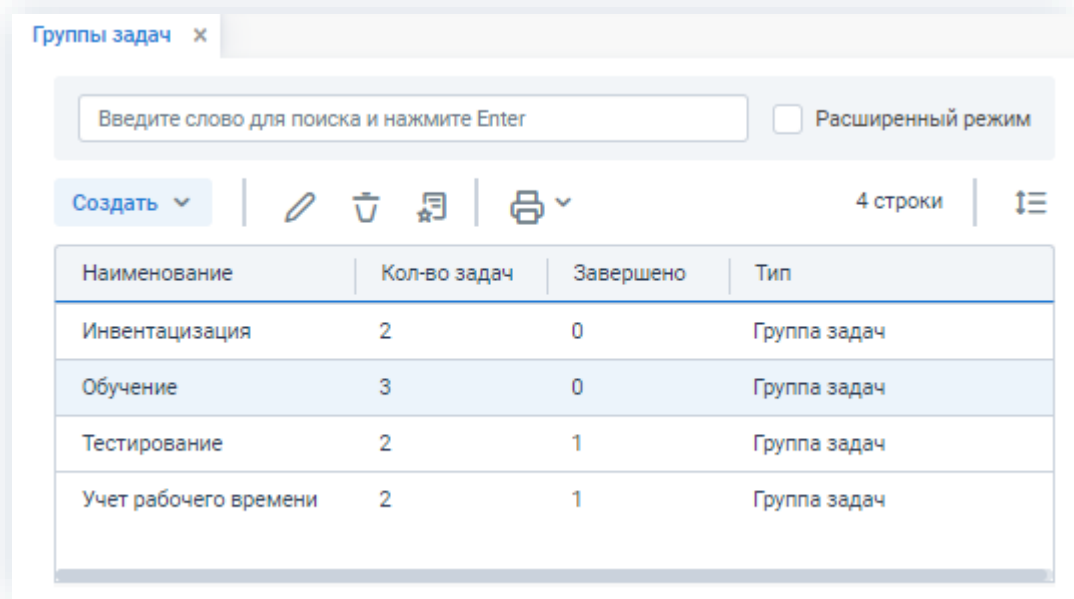 Группы задач
Введите слово для поиска и нажмите Enter
Расширенный режим
Создать
4 строки
Наименование Кол-во задач Завершено Тип
Инвентацизация 2 0 Группа задач
Обучение 3 0 Группа задач
Тестирование 2 1 Группа задач
Учет рабочего времени 2 1 Группа задач